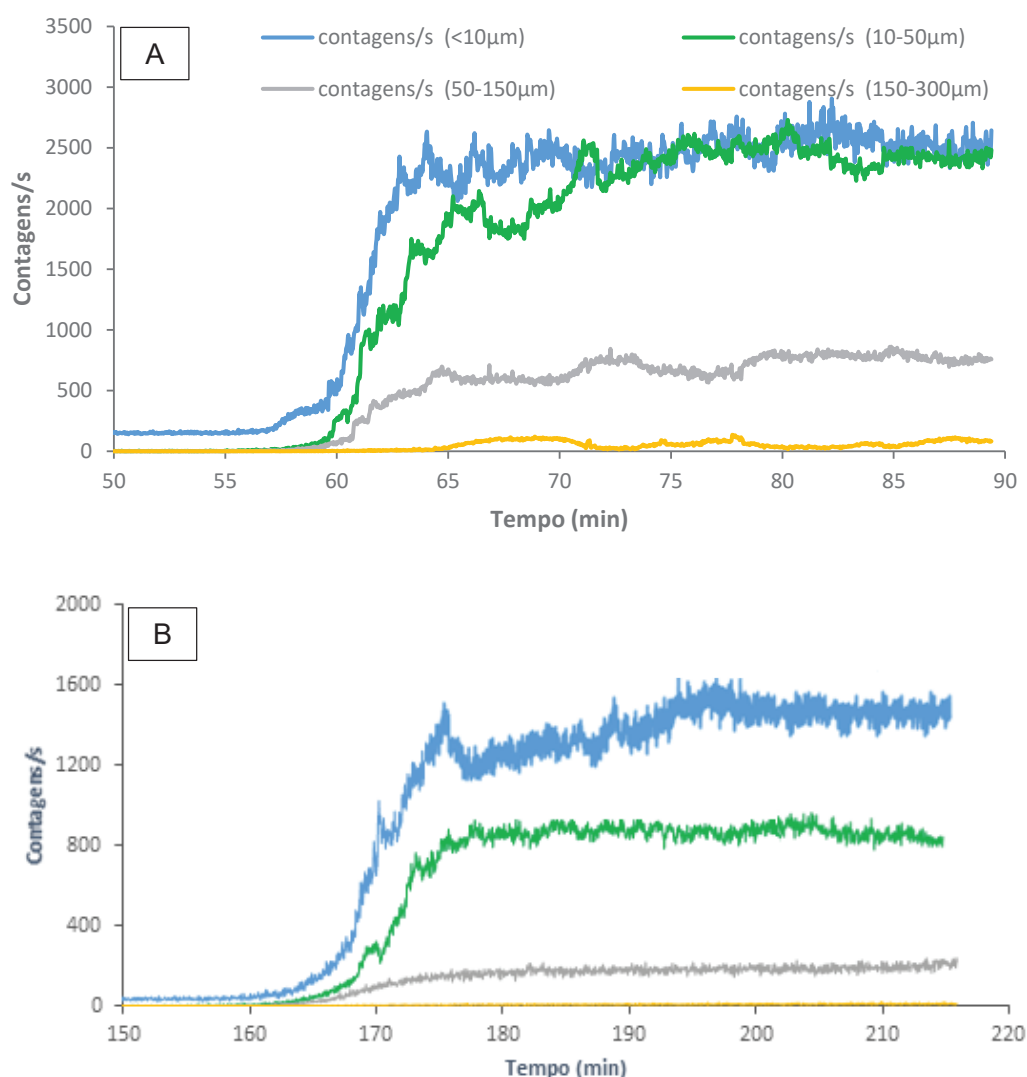 A
contagens/s (<10µm)
contagens/s (10-50µm)
contagens/s (50-150µm)
contagens/s (150-300µm)
3500
3000
2500
2000
1500
1000
500
0
Contagens/s
50 55 60 65 70 75 80 85 90
Tempo (min)
B
2000
1600
1200
800
400
0
Contagens/s
150 160 170 180 190 200 210 220
Tempo (min)